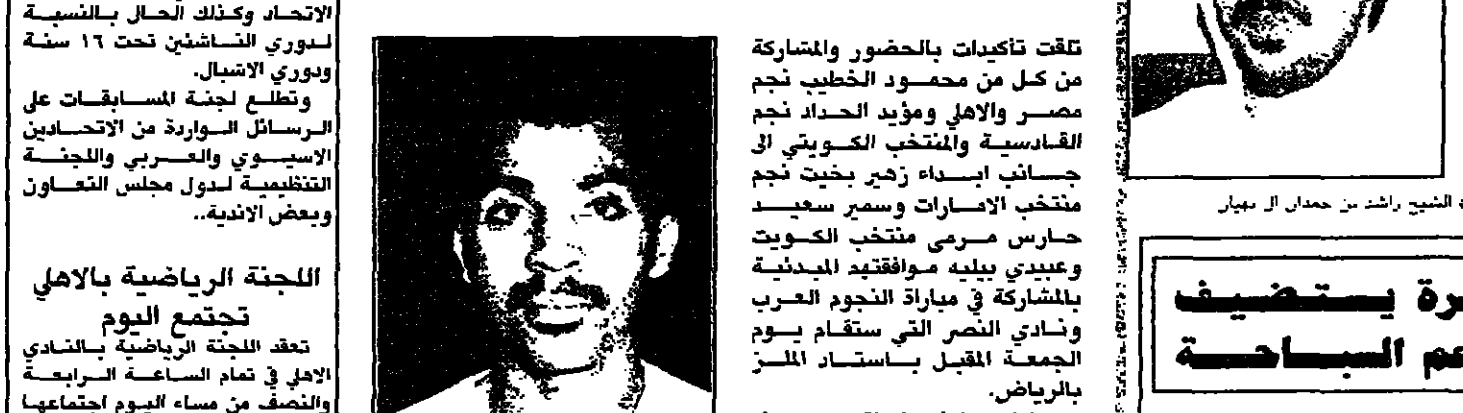 ة الشيخ راشد بن حمدان آل نهيان
رة يستضيف
عم السباحة
تلقت تأكيدات بالحضور والمشاركة
من كل من محمود الخطيب نجم
مصر والاهلي ومؤيد الحداد نجم
القادسية والمنتخب الكويتي الى
جانب ابداء زهير بخيت نجم
منتخب الامارات وسمير سعيد
حارس مرمى منتخب الكويت
وعبيدي بيليه موافقتهم المبدئية
بالمشاركة في مباراة النجوم العرب
ونادي النصر التي ستقام يوم
الجمعة المقبل باستاد الملز
بالرياض.
الاتحاد وكذلك الحال بالنسبة
لدوري الناشئين تحت ١٦ سنة
ودوري الاشبال.
وتطلع لجنة المسابقات على
الرسائل الواردة من الاتحادين
الاسيوي والعربي واللجنة
التنظيمية لدول مجلس التعاون
وبعض الاندية..
اللجنة الرياضية بالاهلي
تجتمع اليوم
تعقد اللجنة الرياضية بالنادي
الاهلي في تمام الساعة الرابعة
والنصف من مساء اليوم اجتماعها